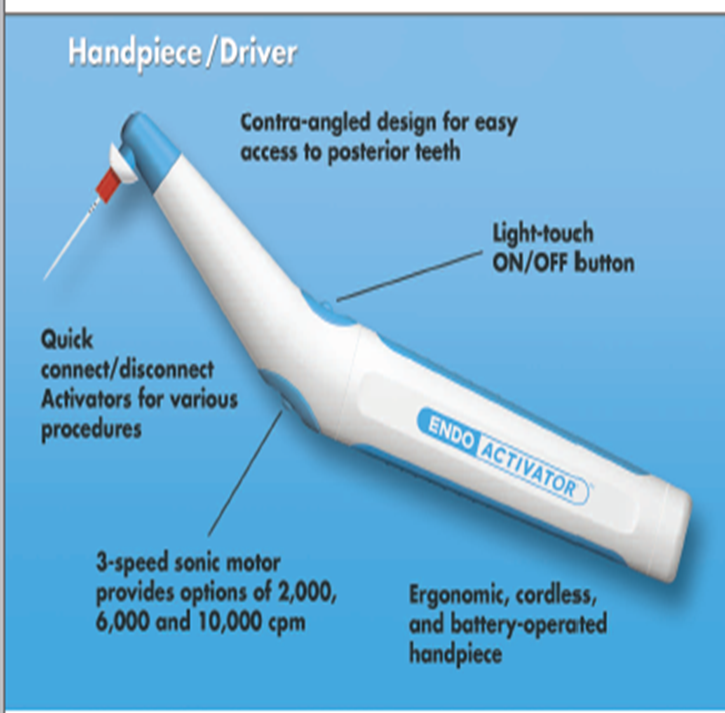 Handpiece/Driver
Contra-angled design for easy
access to posterior teeth
Light-touch
ON/OFF button
Quick
connect/disconnect
Activators for various
procedures
ENDO ACTIVATOR
3-speed sonic motor
provides options of 2,000,
6,000 and 10,000 cpm
Ergonomic, cordless,
and battery-operated
handpiece